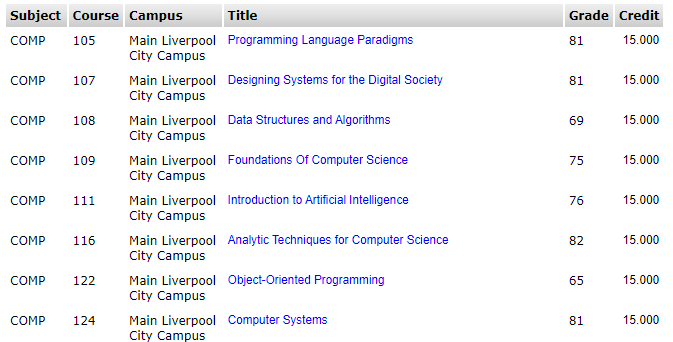 Subject Course Campus Title Grade Credit
COMP 105 Main Liverpool Programming Language Paradigms 81 15.000
City Campus
COMP 107 Main Liverpool Designing Systems for the Digital Society 81 15.000
City Campus
COMP 108 Main Liverpool Data Structures and Algorithms 69 15.000
City Campus
COMP 109 Main Liverpool Foundations Of Computer Science 75 15.000
City Campus
COMP 111 Main Liverpool Introduction to Artificial Intelligence 76 15.000
City Campus
COMP 116 Main Liverpool Analytic Techniques for Computer Science 82 15.000
City Campus
COMP 122 Main Liverpool Object-Oriented Programming 65 15.000
City Campus
COMP 124 Main Liverpool Computer Systems 81 15.000
City Campus